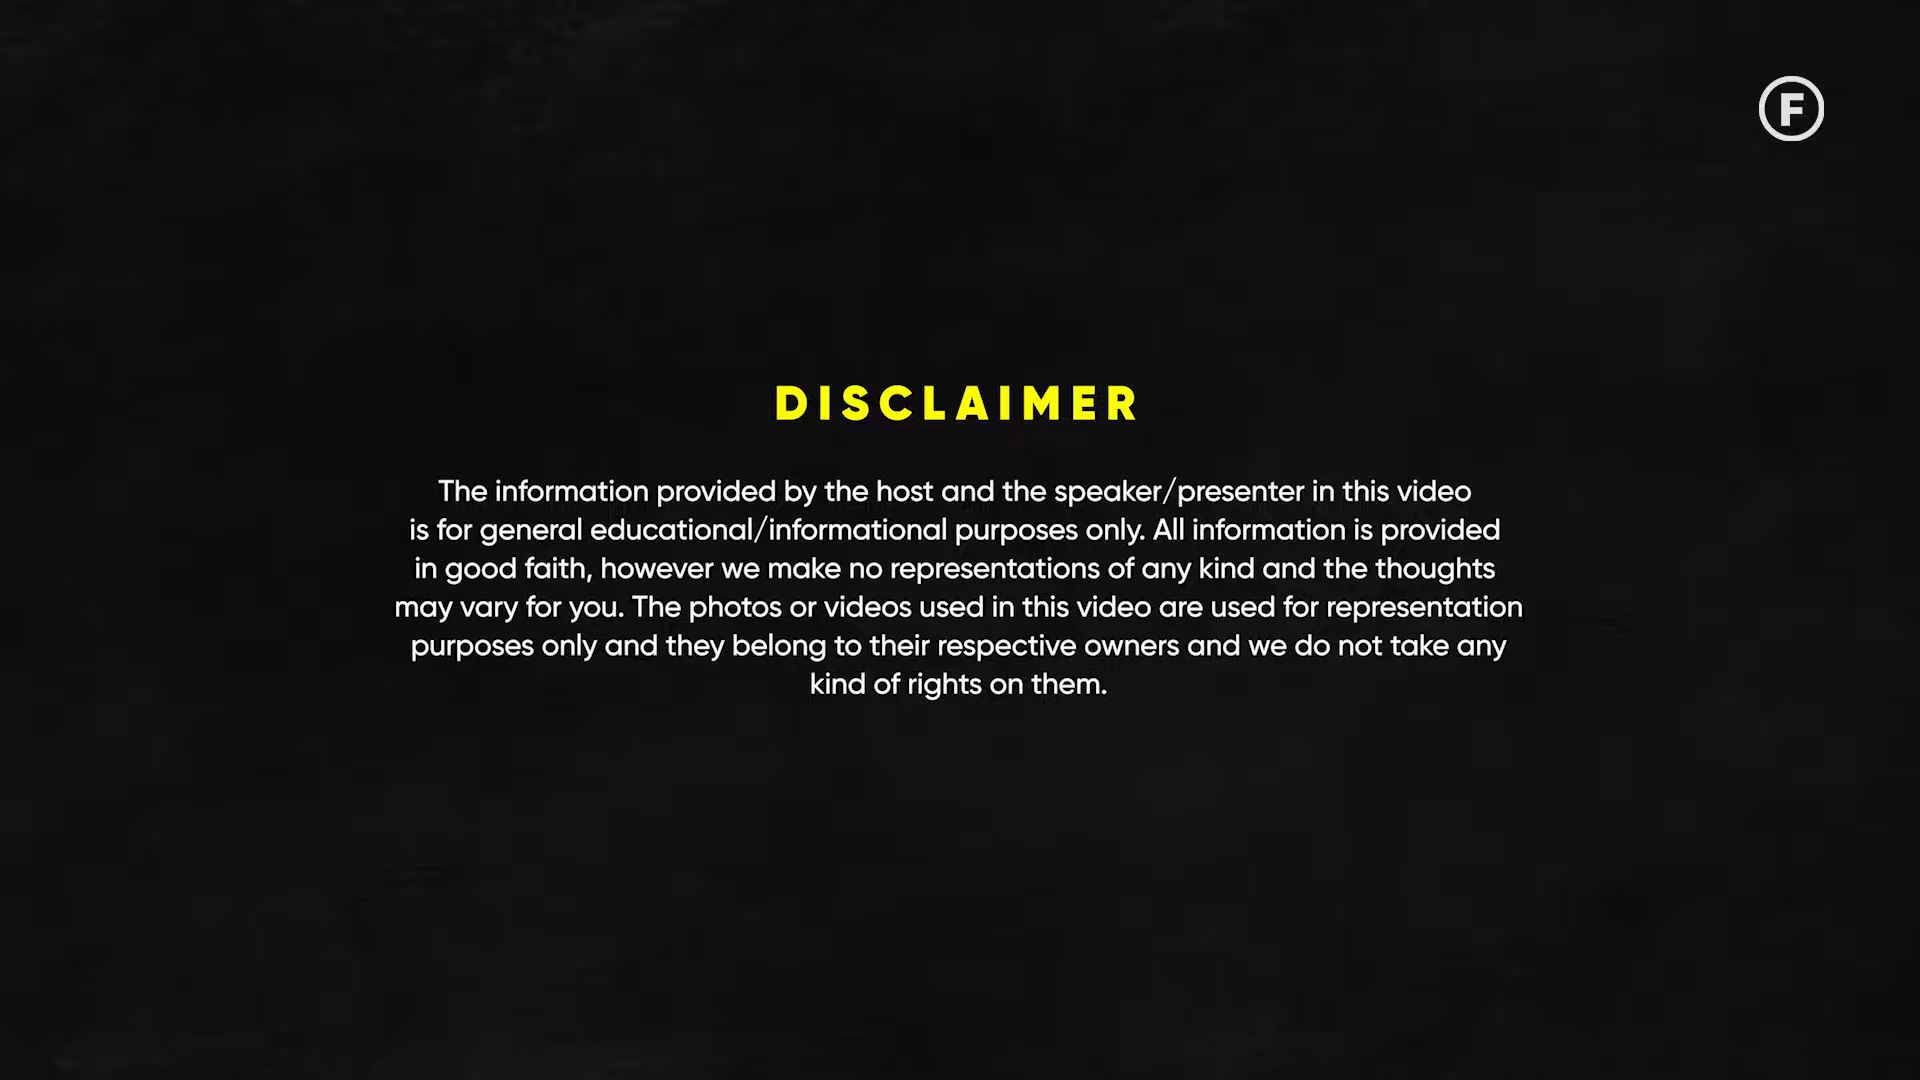 F
DISCLAIMER
The information provided by the host and the speaker/presenter in this video
is for general educational/informational purposes only. All information is provided
in good faith, however we make no representations of any kind and the thoughts
may vary for you. The photos or videos used in this video are used for representation
purposes only and they belong to their respective owners and we do not take any
kind of rights on them.